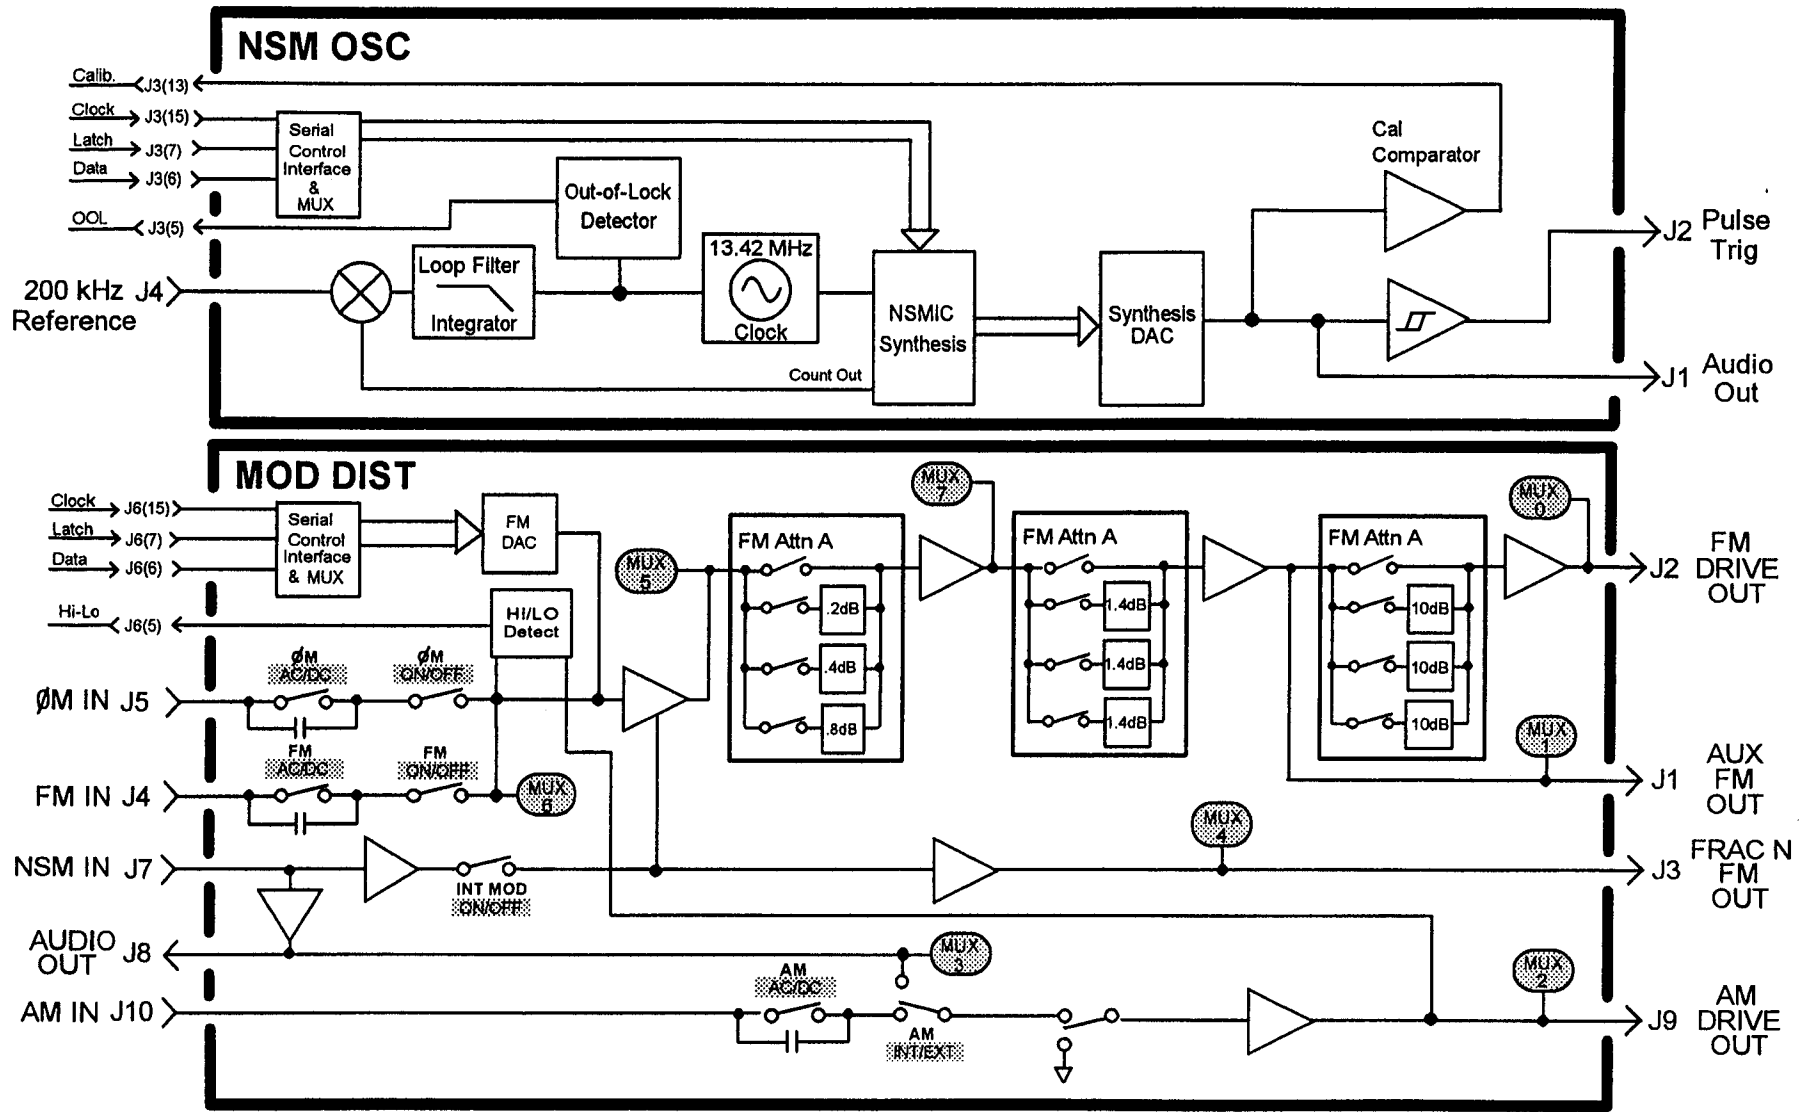 NSM OSC
Calib.
J3(13)
Clock
J3(15)
Latch
J3(7)
Data
J3(6)
OOL
J3(5)
Serial
Control
Interface
&
MUX
Out-of-Lock
Detector
200 kHz J4
Reference
Loop Filter
Integrator
13.42 MHz
Clock
NSMIC
Synthesis
Count Out
Synthesis
DAC
Cal
Comparator
J2 Pulse
Trig
J1 Audio
Out
MOD DIST
Clock
J6(15)
Latch
J6(7)
Data
J6(6)
Hi-Lo
J6(5)
Serial
Control
Interface
& MUX
FM
DAC
HI/LO
Detect
MUX
5
FM Attn A
.2dB
.4dB
.8dB
MUX
7
FM Attn A
1.4dB
1.4dB
1.4dB
FM Attn A
10dB
10dB
10dB
MUX
0
J2
FM
DRIVE
OUT
ØM IN J5
ØM
AC/DC
ØM
ON/OFF
FM IN J4
FM
AC/DC
FM
ON/OFF
MUX
6
MUX
1
J1
AUX
FM
OUT
NSM IN J7
INT MOD
ON/OFF
MUX
4
J3
FRAC N
FM
OUT
AUDIO
OUT
J8
MUX
3
AM IN J10
AM
AC/DC
AM
INT/EXT
MUX
2
J9
AM
DRIVE
OUT